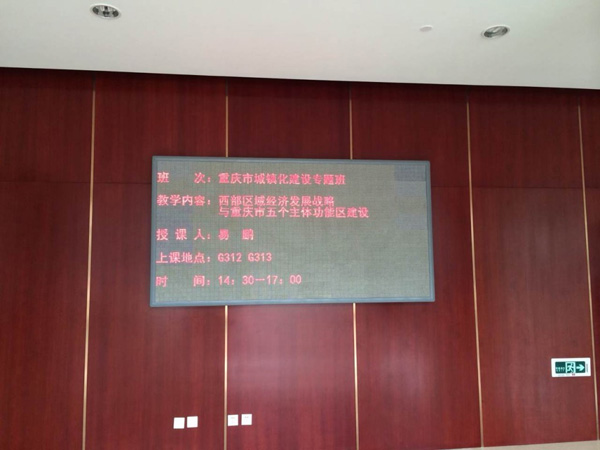 班 次：重庆市城镇化建设专题班
教学内容：西部区域经济发展战略
与重庆市五个主体功能区建设
授 课 人：易 鹏
上课地点：G312 G313
时 间：14：30—17：00